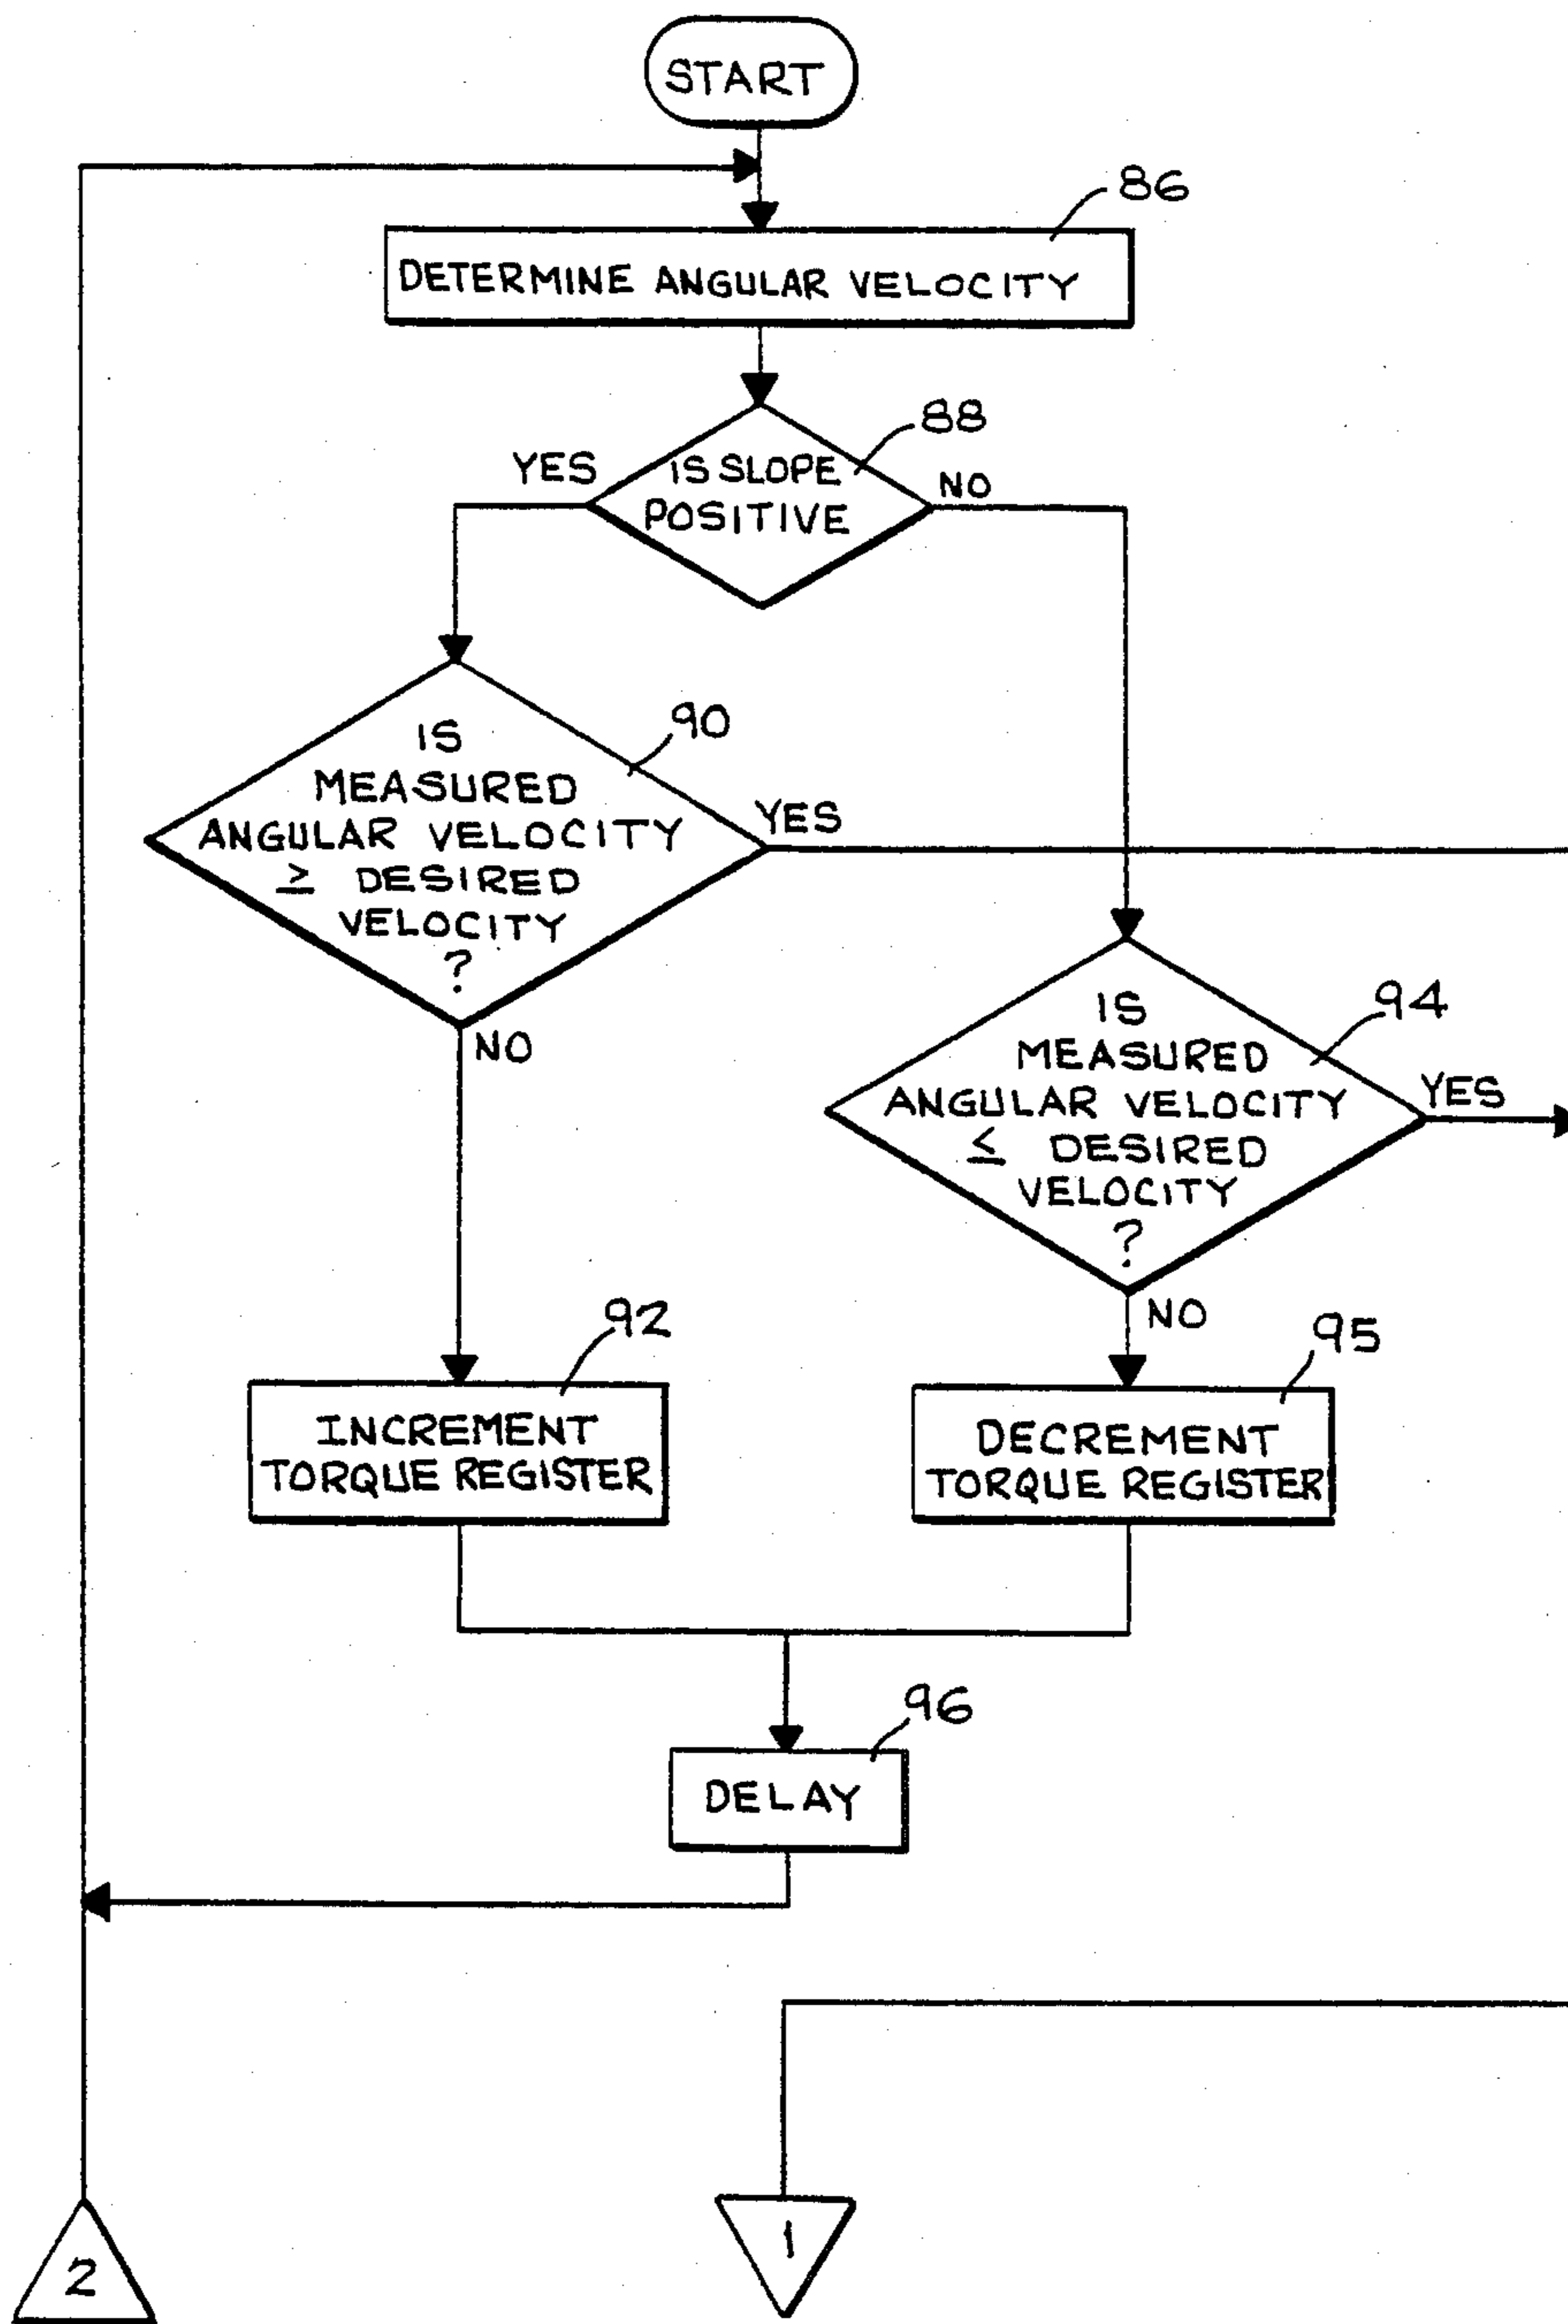 START
86
DETERMINE ANGULAR VELOCITY
88
YES
IS SLOPE
POSITIVE
NO
90
IS
MEASURED
ANGULAR VELOCITY
≥ DESIRED
VELOCITY
?
YES
NO
94
IS
MEASURED
ANGULAR VELOCITY
≤ DESIRED
VELOCITY
?
YES
NO
92
INCREMENT
TORQUE REGISTER
95
DECREMENT
TORQUE REGISTER
96
DELAY
2
1